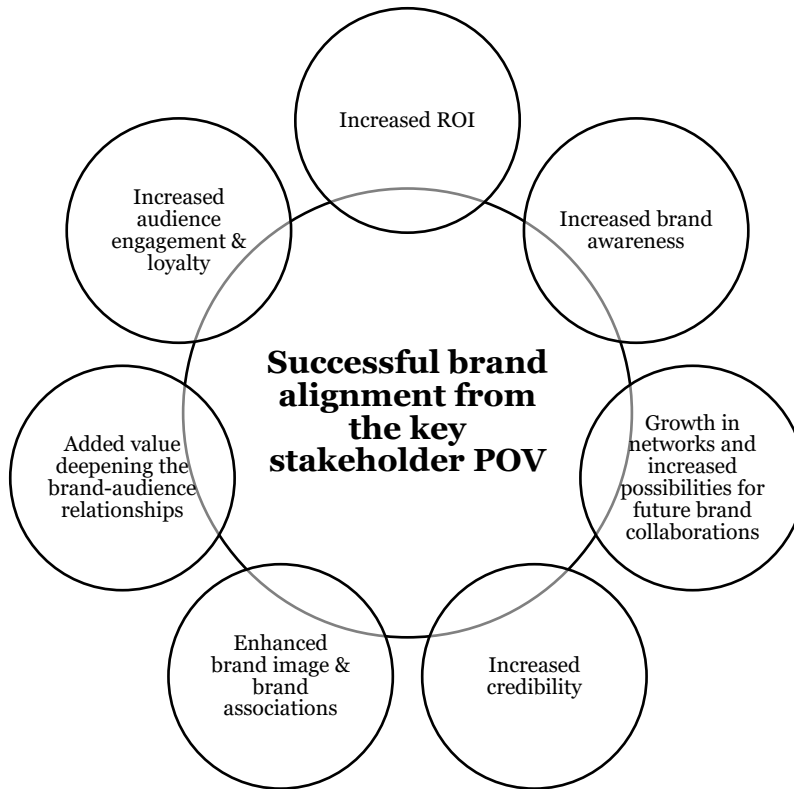 Increased ROI
Increased
audience
engagement &
loyalty
Increased brand
awareness
Successful brand
alignment from
the key
stakeholder POV
Added value
deepening the
brand-audience
relationships
Growth in
networks and
increased
possibilities for
future brand
collaborations
Enhanced
brand image &
brand
associations
Increased
credibility